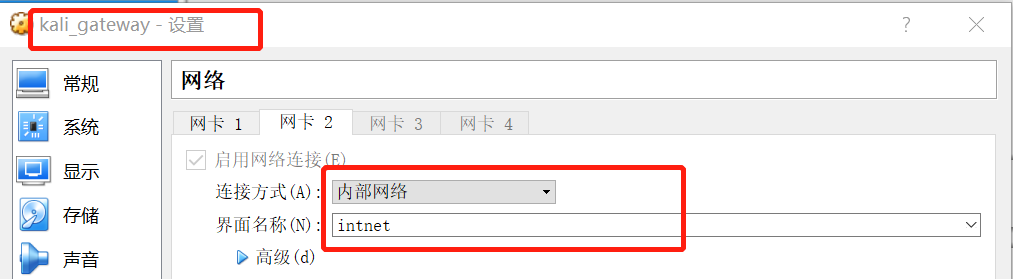 kali_gateway - 设置
?
常规
系统
显示
存储
声音
网络
网卡 1 网卡 2 网卡 3 网卡 4
启用网络连接(E)
连接方式(A): 内部网络
界面名称(N): intnet
高级(d)